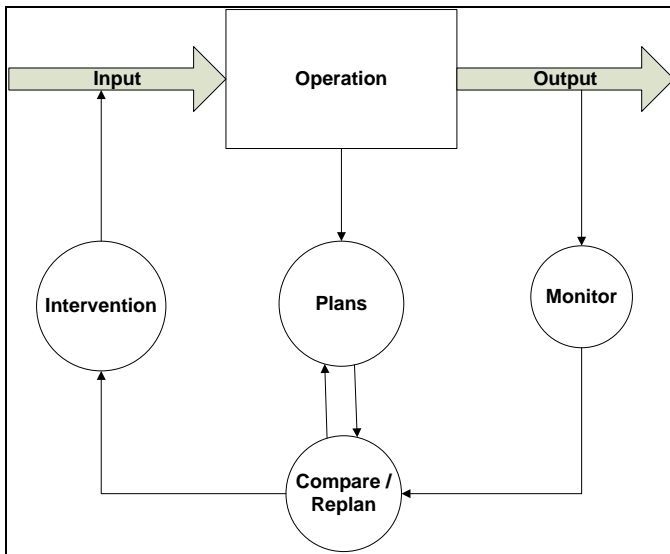 Input
Operation
Output
Intervention
Plans
Monitor
Compare /
Replan